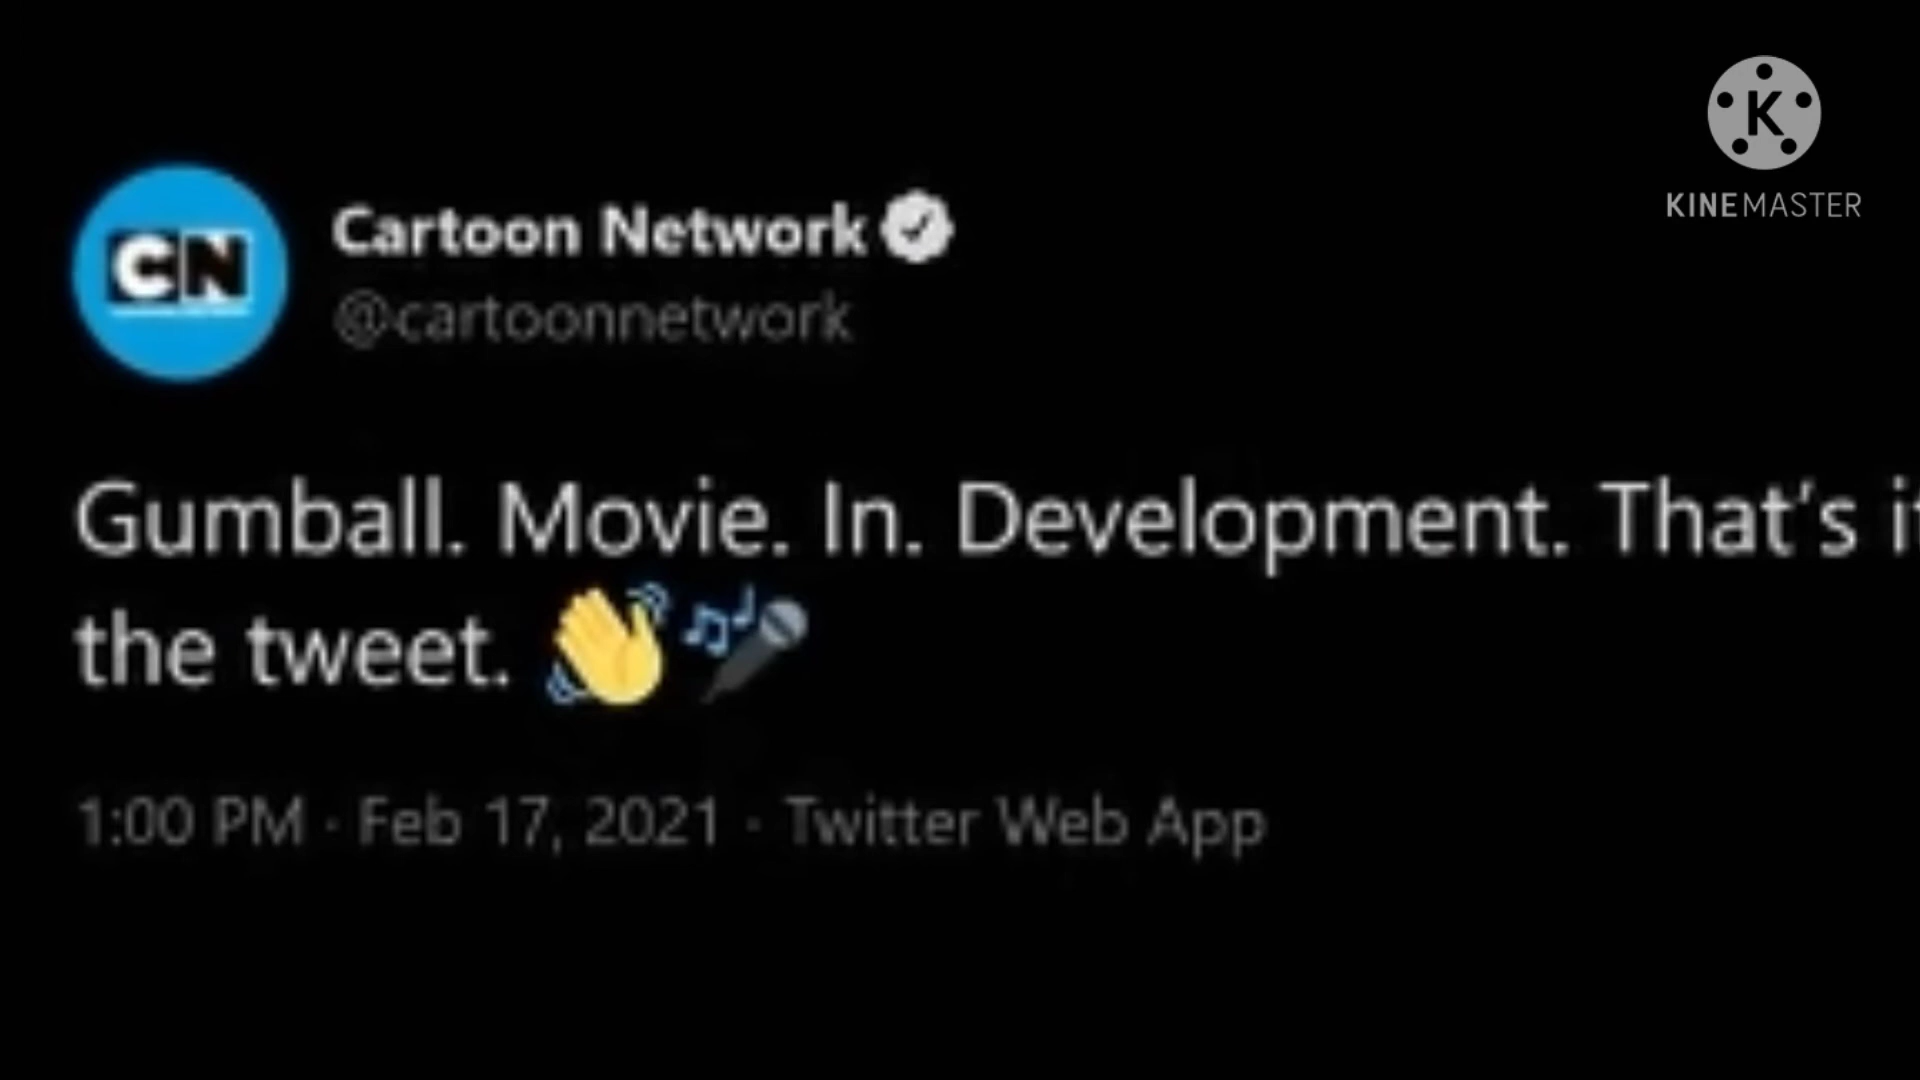 K
KINEMASTER
CN
Cartoon Network
@cartoonnetwork
Gumball. Movie. In. Development. That's it
the tweet. 👋🎤
1:00 PM · Feb 17, 2021 · Twitter Web App